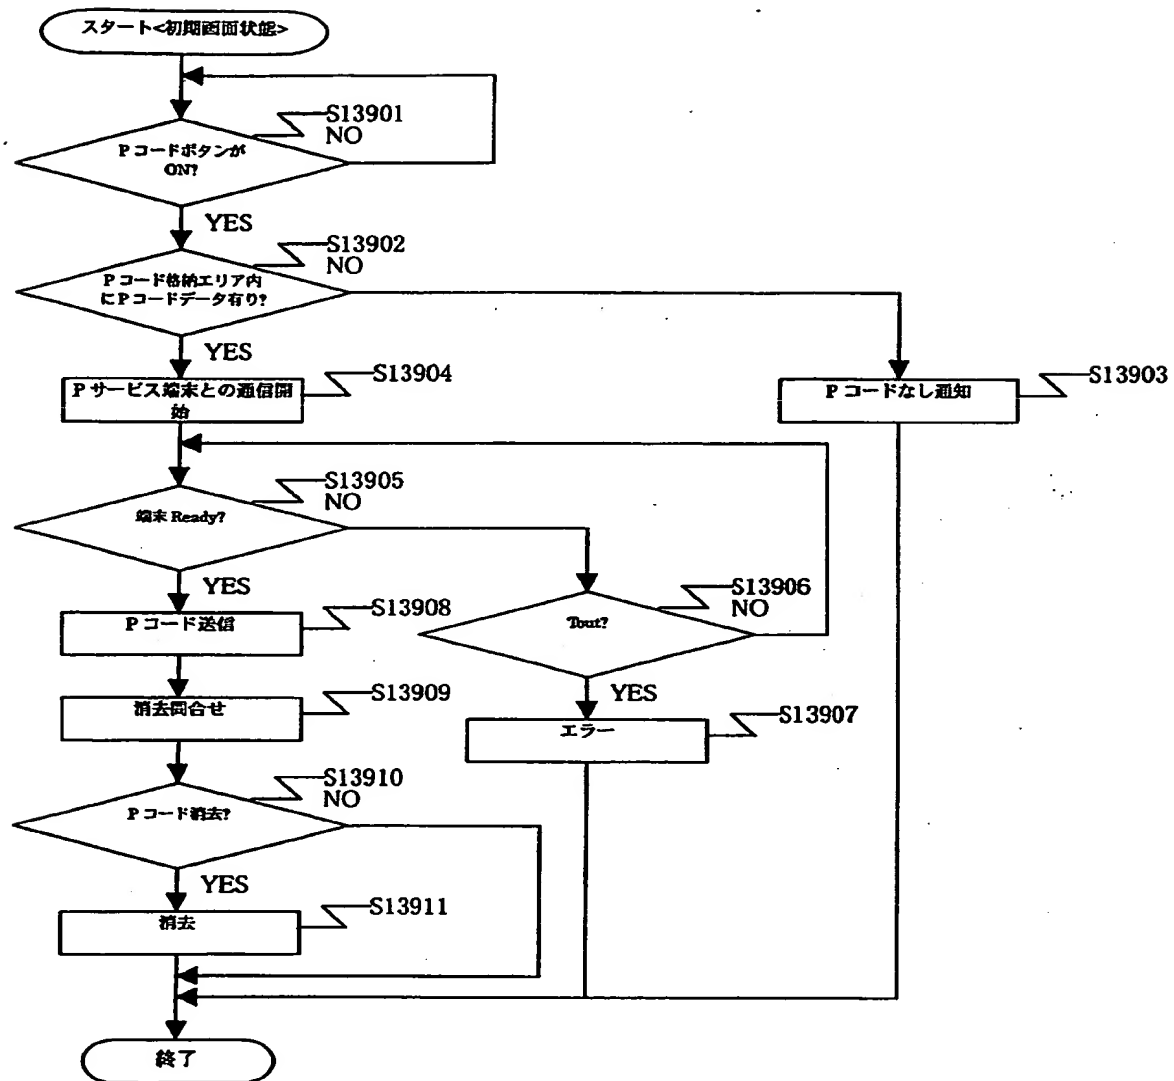 スタート<初期画面状態>
S13901
NO
Pコードボタンが
ON?
YES
S13902
NO
Pコード格納エリア内
にPコードデータ有り?
YES
S13904
Pサービス端末との通信開
始
S13903
Pコードなし通知
S13905
NO
端末Ready?
YES
S13906
NO
Tout?
S13908
Pコード送信
YES
S13909
消去問合せ
S13907
エラー
S13910
NO
Pコード消去?
YES
S13911
消去
終了